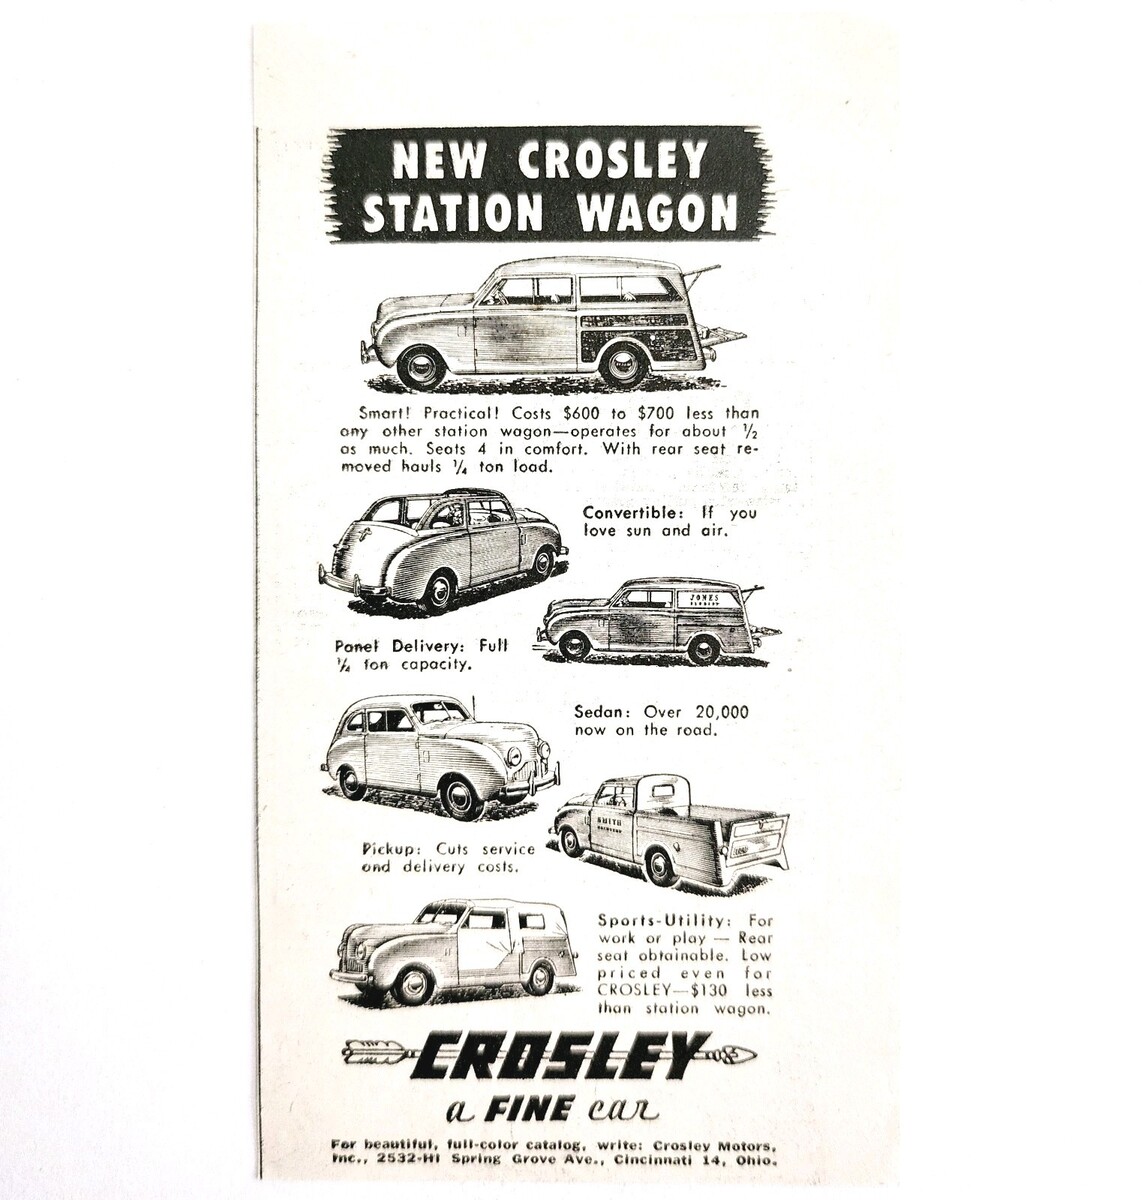 NEW CROSLEY
STATION WAGON
Smart! Practical! Costs $600 to $700 less than
any other station wagon—operates for about ½
as much. Seats 4 in comfort. With rear seat re-
moved hauls ¼ ton load.
Convertible: If you
love sun and air.
JONES
Panel Delivery: Full
¼ ton capacity.
Sedan: Over 20,000
now on the road.
SMITH
Pickup: Cuts service
and delivery costs.
Sports-Utility: For
work or play — Rear
seat obtainable. Low
priced even for
CROSLEY—$130 less
than station wagon.
CROSLEY
a FINE car
For beautiful, full-color catalog, write: Crosley Motors,
Inc., 2532-HI Spring Grove Ave., Cincinnati 14, Ohio.